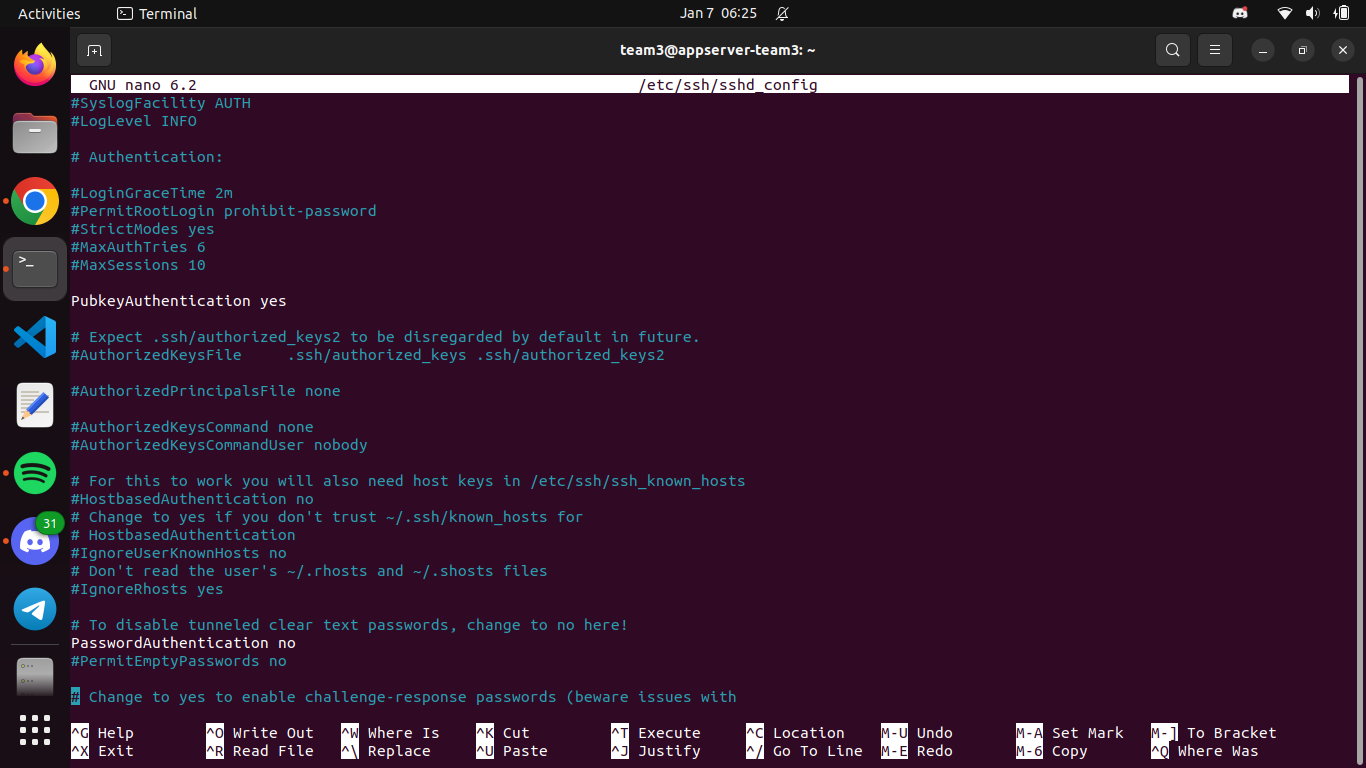 Activities Terminal Jan 7 06:25
team3@appserver-team3: ~
GNU nano 6.2 /etc/ssh/sshd_config
#SyslogFacility AUTH
#LogLevel INFO
# Authentication:
#LoginGraceTime 2m
#PermitRootLogin prohibit-password
#StrictModes yes
#MaxAuthTries 6
#MaxSessions 10
PubkeyAuthentication yes
# Expect .ssh/authorized_keys2 to be disregarded by default in future.
#AuthorizedKeysFile .ssh/authorized_keys .ssh/authorized_keys2
#AuthorizedPrincipalsFile none
#AuthorizedKeysCommand none
#AuthorizedKeysCommandUser nobody
# For this to work you will also need host keys in /etc/ssh/ssh_known_hosts
#HostbasedAuthentication no
# Change to yes if you don't trust ~/.ssh/known_hosts for
# HostbasedAuthentication
#IgnoreUserKnownHosts no
# Don't read the user's ~/.rhosts and ~/.shosts files
#IgnoreRhosts yes
# To disable tunneled clear text passwords, change to no here!
PasswordAuthentication no
#PermitEmptyPasswords no
# Change to yes to enable challenge-response passwords (beware issues with
^G Help ^O Write Out ^W Where Is ^K Cut ^T Execute ^C Location M-U Undo M-A Set Mark M-] To Bracket
^X Exit ^R Read File ^\ Replace ^U Paste ^J Justify ^/ Go To Line M-E Redo M-6 Copy ^Q Where Was
>_
31